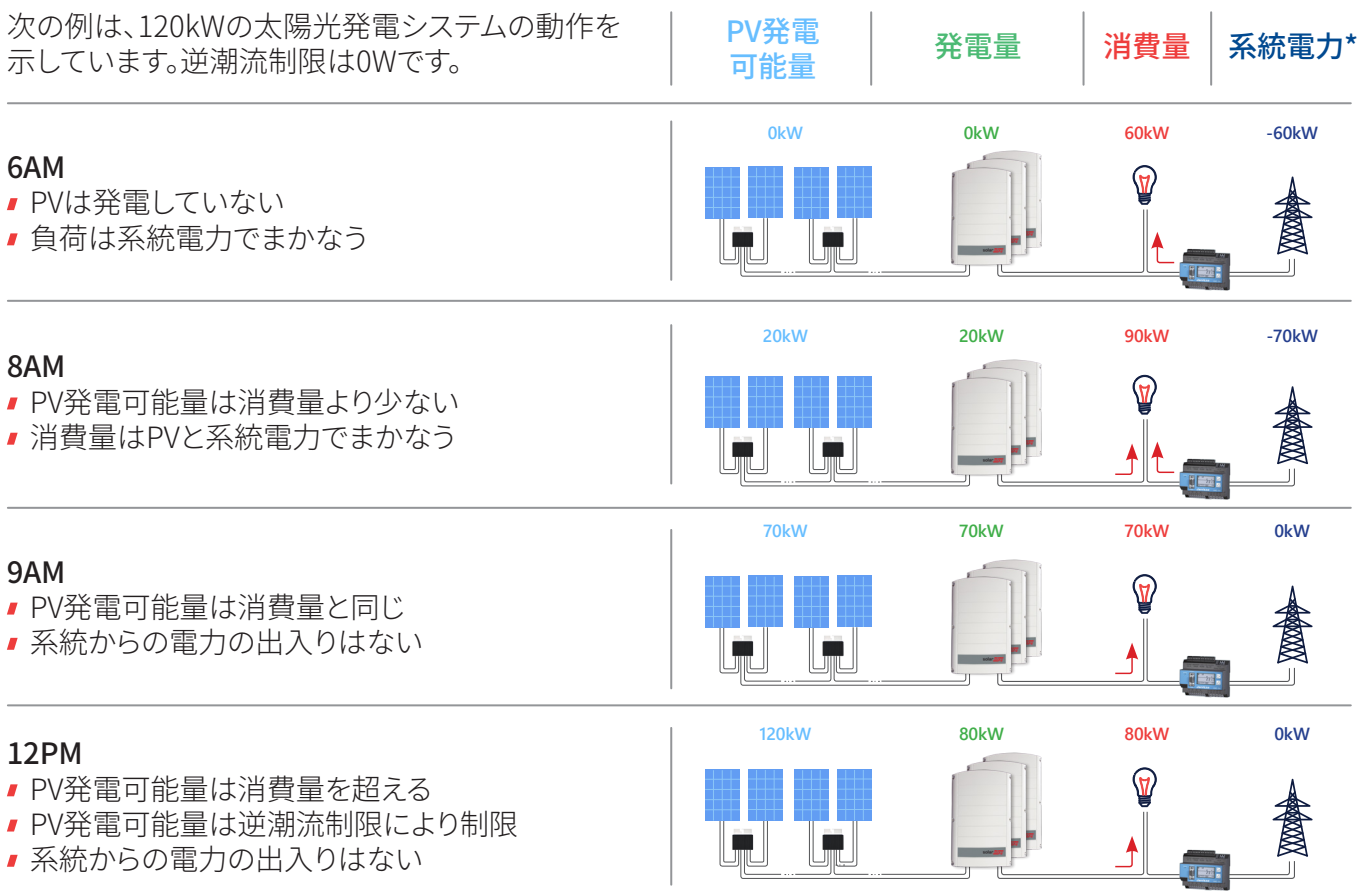 次の例は、120kWの太陽光発電システムの動作を
示しています。逆潮流制限は0Wです。
PV発電
可能量
発電量
消費量
系統電力*
6AM
PVは発電していない
負荷は系統電力でまかなう
0kW
0kW
60kW
-60kW
8AM
PV発電可能量は消費量より少ない
消費量はPVと系統電力でまかなう
20kW
20kW
90kW
-70kW
9AM
PV発電可能量は消費量と同じ
系統からの電力の出入りはない
70kW
70kW
70kW
0kW
12PM
PV発電可能量は消費量を超える
PV発電可能量は逆潮流制限により制限
系統からの電力の出入りはない
120kW
80kW
80kW
0kW